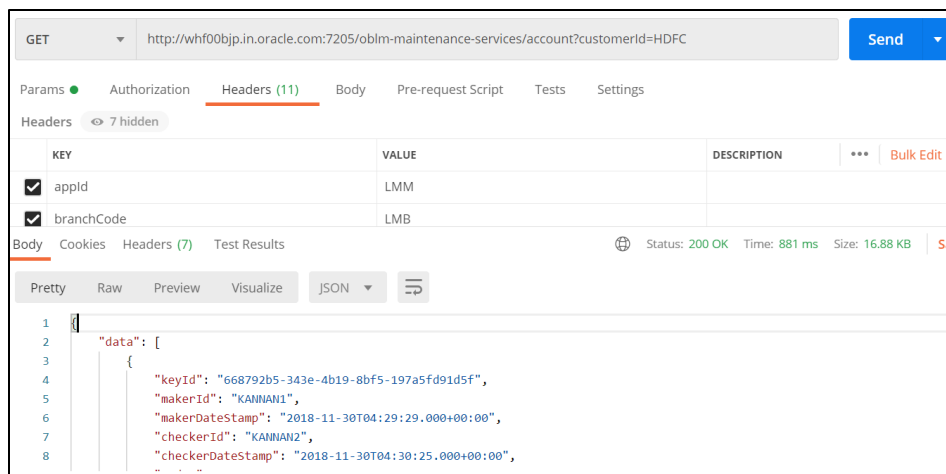 GET http://whf00bjp.in.oracle.com:7205/oblm-maintenance-services/account?customerId=HDFC Send
Params Authorization Headers (11) Body Pre-request Script Tests Settings
Headers 7 hidden
KEY VALUE DESCRIPTION ••• Bulk Edit
appId LMM
branchCode LMB
Body Cookies Headers (7) Test Results Status: 200 OK Time: 881 ms Size: 16.88 KB
Pretty Raw Preview Visualize JSON
1 {
2 "data": [
3 {
4 "keyId": "668792b5-343e-4b19-8bf5-197a5fd91d5f",
5 "makerId": "KANNAN1",
6 "makerDateStamp": "2018-11-30T04:29:29.000+00:00",
7 "checkerId": "KANNAN2",
8 "checkerDateStamp": "2018-11-30T04:30:25.000+00:00",